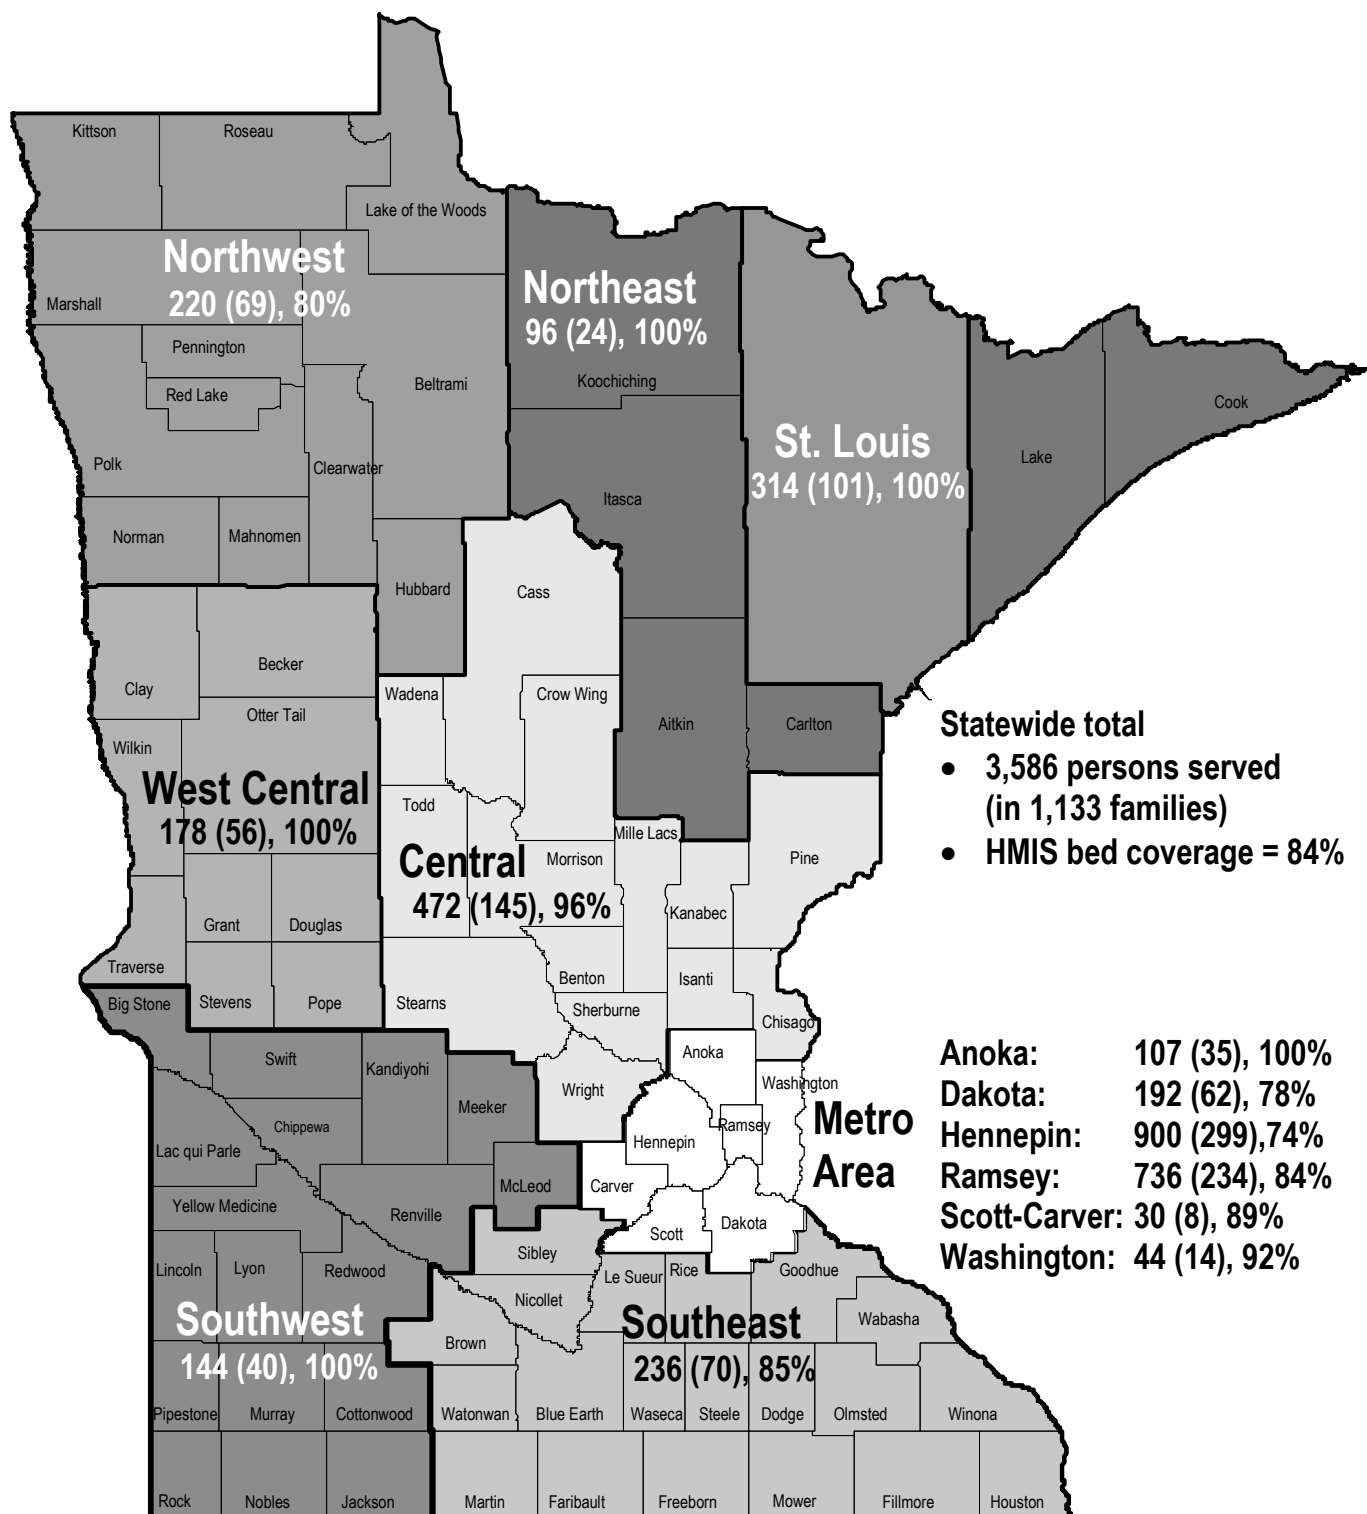 Kittson
Roseau
Lake of the Woods
Northwest
220 (69), 80%
Marshall
Pennington
Red Lake
Beltrami
Polk
Clearwater
Norman
Mahnomen
Hubbard
Northeast
96 (24), 100%
Koochiching
Itasca
St. Louis
314 (101), 100%
Lake
Cook
Cass
Becker
Clay
Otter Tail
Wadena
Crow Wing
Aitkin
Carlton
Wilkin
West Central
178 (56), 100%
Todd
Mille Lacs
Morrison
Central
472 (145), 96%
Pine
Kanabec
Grant
Douglas
Traverse
Stevens
Pope
Stearns
Benton
Isanti
Sherburne
Chisago
Statewide total
• 3,586 persons served
(in 1,133 families)
• HMIS bed coverage = 84%
Big Stone
Swift
Kandiyohi
Meeker
Wright
Anoka
Washington
Chippewa
Lac qui Parle
Hennepin
Ramsey
Metro
Area
Yellow Medicine
Renville
McLeod
Carver
Scott
Dakota
Anoka: 107 (35), 100%
Dakota: 192 (62), 78%
Hennepin: 900 (299),74%
Ramsey: 736 (234), 84%
Scott-Carver: 30 (8), 89%
Washington: 44 (14), 92%
Lincoln
Lyon
Redwood
Sibley
Le Sueur
Rice
Goodhue
Nicollet
Wabasha
Southwest
144 (40), 100%
Brown
Southeast
236 (70), 85%
Pipestone
Murray
Cottonwood
Watonwan
Blue Earth
Waseca
Steele
Dodge
Olmsted
Winona
Rock
Nobles
Jackson
Martin
Faribault
Freeborn
Mower
Fillmore
Houston